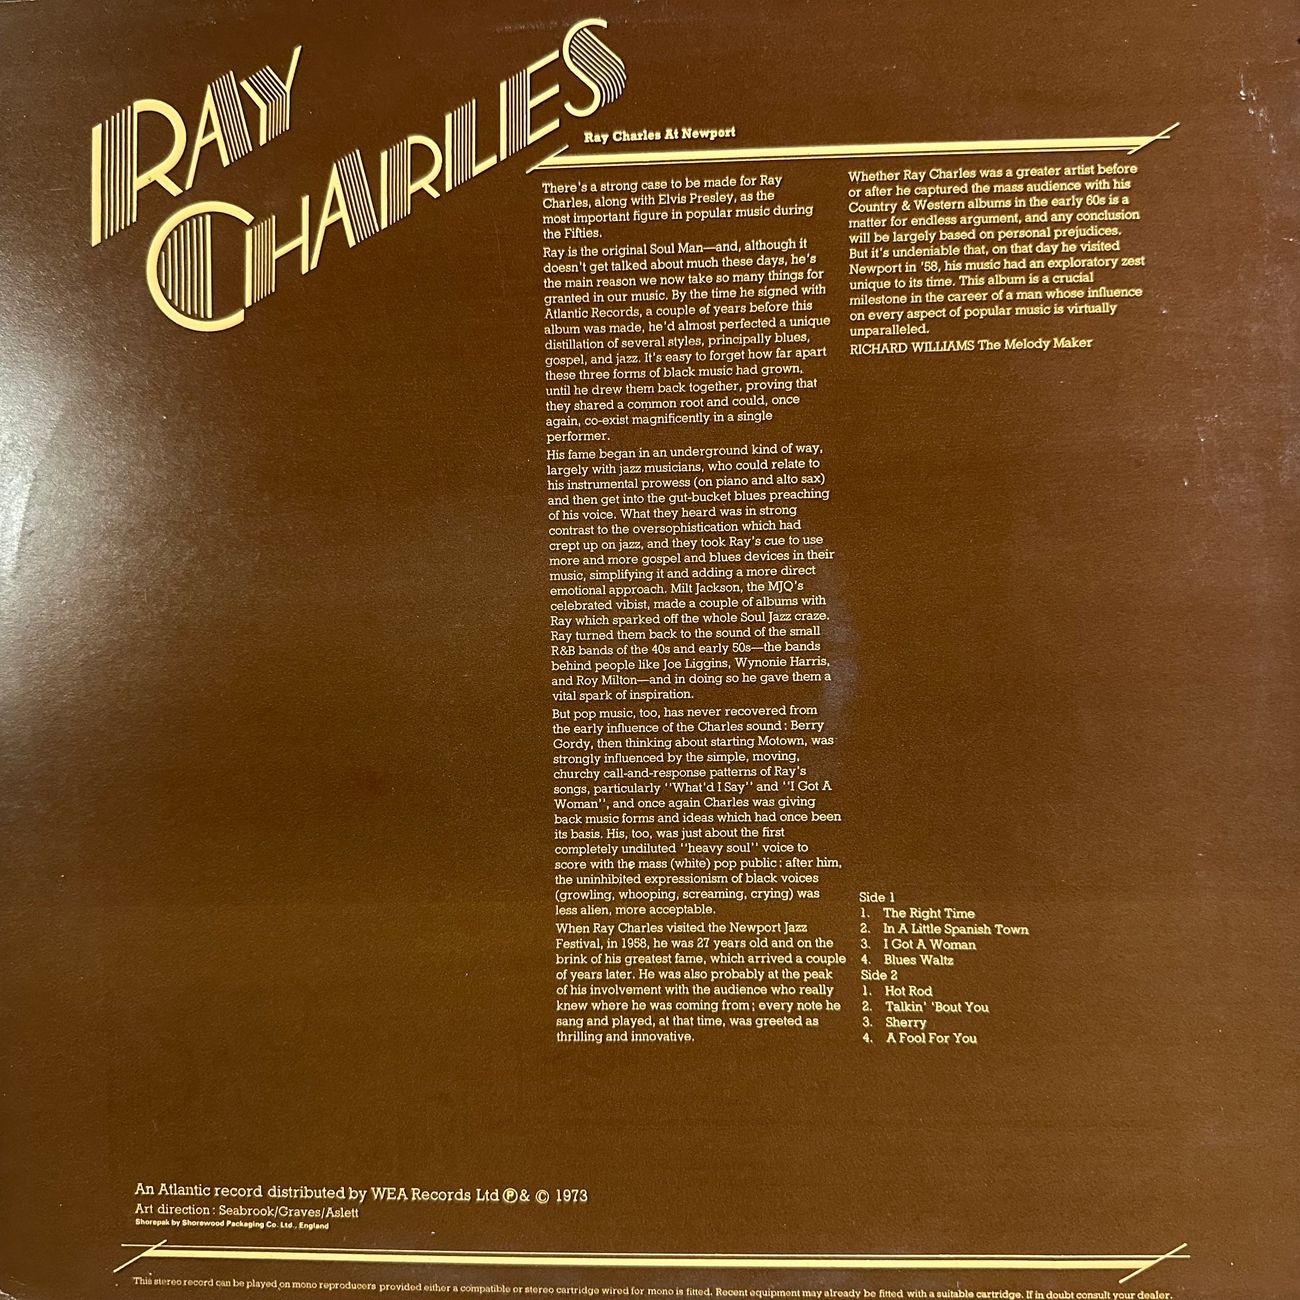 RAY
CHARLES
Ray Charles At Newport
There's a strong case to be made for Ray
Charles, along with Elvis Presley, as the
most important figure in popular music during
the Fifties.
Ray is the original Soul Man—and, although it
doesn't get talked about much these days, he's
the main reason we now take so many things for
granted in our music. By the time he signed with
Atlantic Records, a couple of years before this
album was made, he'd almost perfected a unique
distillation of several styles, principally blues,
gospel, and jazz. It's easy to forget how far apart
these three forms of black music had grown,
until he drew them back together, proving that
they shared a common root and could, once
again, co-exist magnificently in a single
performer.
His fame began in an underground kind of way,
largely with jazz musicians, who could relate to
his instrumental prowess (on piano and alto sax)
and then get into the gut-bucket blues preaching
of his voice. What they heard was in strong
contrast to the oversophistication which had
crept up on jazz, and they took Ray's cue to use
more and more gospel and blues devices in their
music, simplifying it and adding a more direct
emotional approach. Milt Jackson, the MJQ's
celebrated vibist, made a couple of albums with
Ray which sparked off the whole Soul Jazz craze.
Ray turned them back to the sound of the small
R&B bands of the 40s and early 50s—the bands
behind people like Joe Liggins, Wynonie Harris,
and Roy Milton—and in doing so he gave them a
vital spark of inspiration.
But pop music, too, has never recovered from
the early influence of the Charles sound: Berry
Gordy, then thinking about starting Motown, was
strongly influenced by the simple, moving,
churchy call-and-response patterns of Ray's
songs, particularly "What'd I Say" and "I Got A
Woman", and once again Charles was giving
back music forms and ideas which had once been
its basis. His, too, was just about the first
completely undiluted "heavy soul" voice to
score with the mass (white) pop public: after him,
the uninhibited expressionism of black voices
(growling, whooping, screaming, crying) was
less alien, more acceptable.
When Ray Charles visited the Newport Jazz
Festival, in 1958, he was 27 years old and on the
brink of his greatest fame, which arrived a couple
of years later. He was also probably at the peak
of his involvement with the audience who really
knew where he was coming from; every note he
sang and played, at that time, was greeted as
thrilling and innovative.
Whether Ray Charles was a greater artist before
or after he captured the mass audience with his
Country & Western albums in the early 60s is a
matter for endless argument, and any conclusion
will be largely based on personal prejudices.
But it's undeniable that, on that day he visited
Newport in '58, his music had an exploratory zest
unique to its time. This album is a crucial
milestone in the career of a man whose influence
on every aspect of popular music is virtually
unparalleled.
RICHARD WILLIAMS The Melody Maker
Side 1
1. The Right Time
2. In A Little Spanish Town
3. I Got A Woman
4. Blues Waltz
Side 2
1. Hot Rod
2. Talkin' 'Bout You
3. Sherry
4. A Fool For You
An Atlantic record distributed by WEA Records Ltd ℗ & © 1973
Art direction: Seabrook/Graves/Aslett
Shorepak by Shorewood Packaging Co. Ltd., England
This stereo record can be played on mono reproducers provided either a compatible or stereo cartridge wired for mono is fitted. Recent equipment may already be fitted with a suitable cartridge. If in doubt consult your dealer.